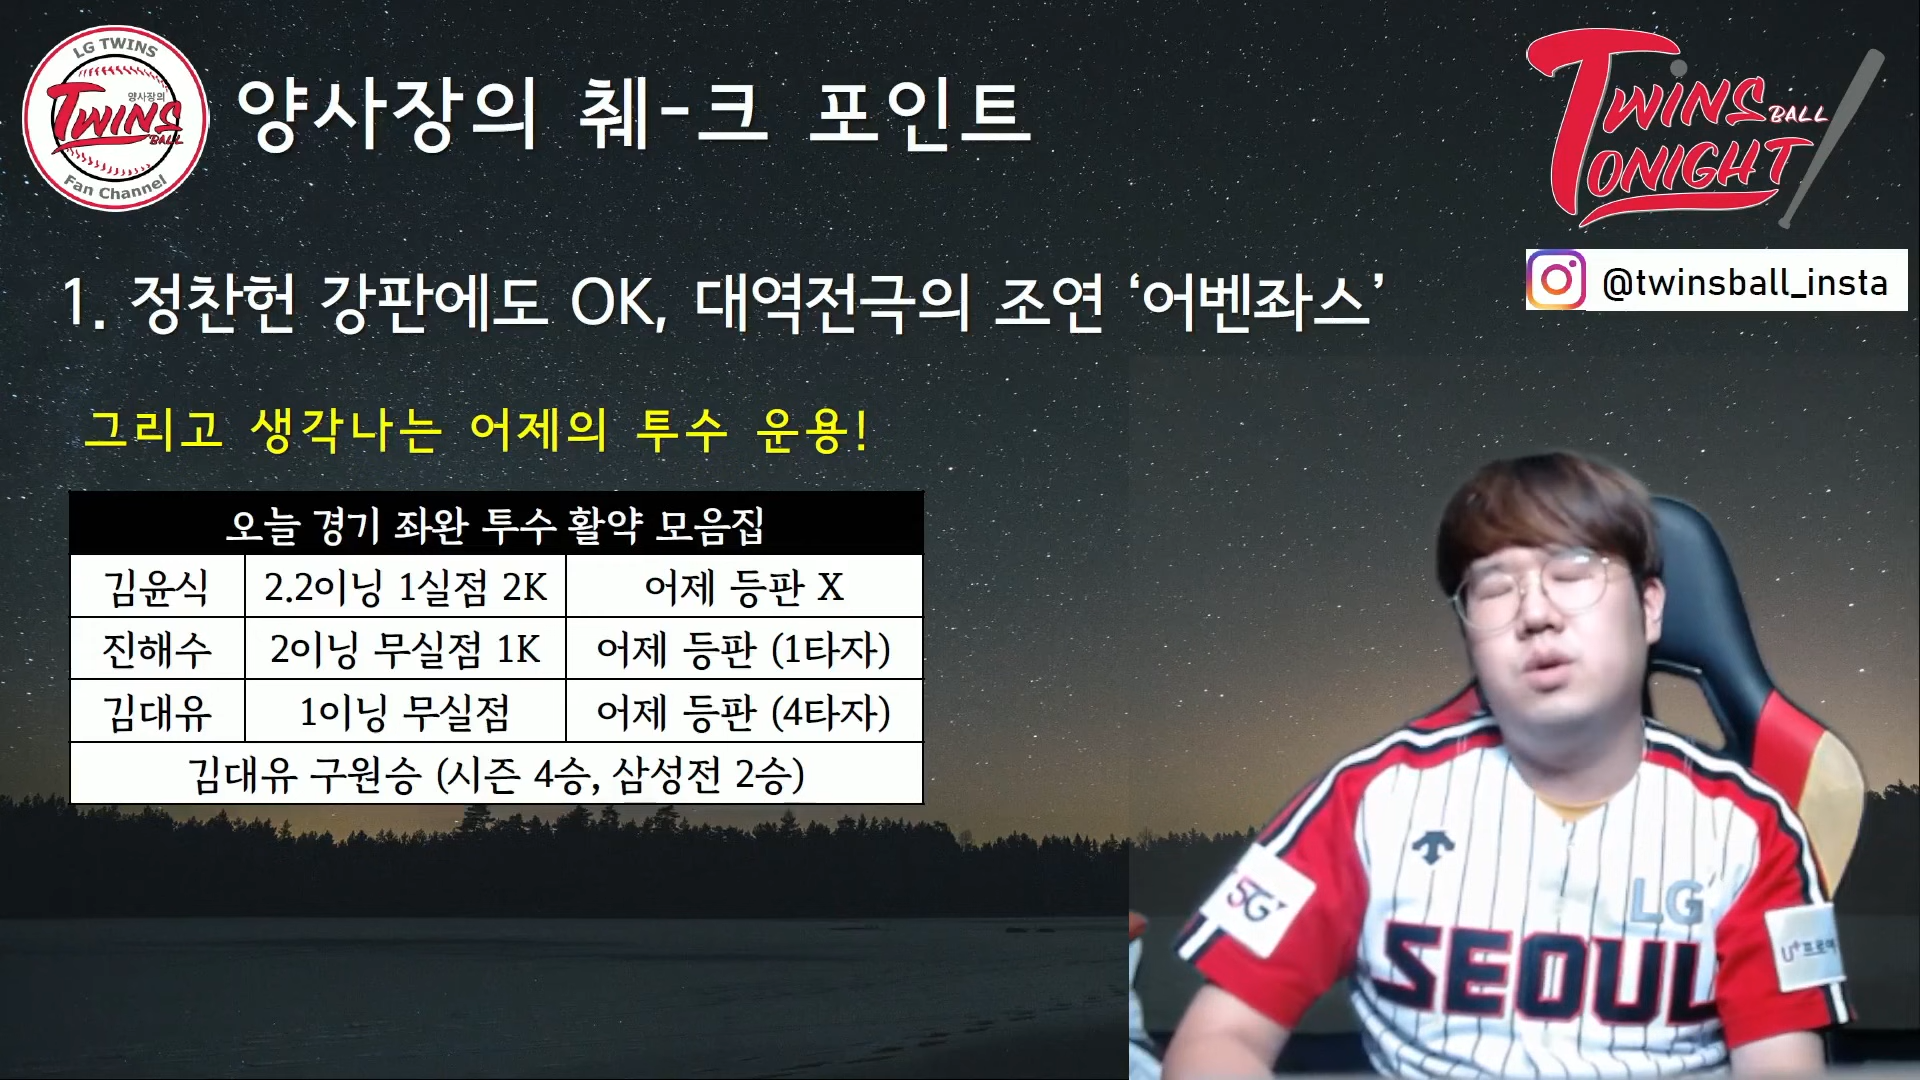 LG TWINS
양사장의
TWINS
BALL
Fan Channel
양사장의 췌-크 포인트
TWINS BALL
TONIGHT
@twinsball_insta
1. 정찬헌 강판에도 OK, 대역전극의 조연 ‘어벤좌스’
그리고 생각나는 어제의 투수 운용!
오늘 경기 좌완 투수 활약 모음집
김윤식 2.2이닝 1실점 2K 어제 등판 X
진해수 2이닝 무실점 1K 어제 등판 (1타자)
김대유 1이닝 무실점 어제 등판 (4타자)
김대유 구원승 (시즌 4승, 삼성전 2승)
5G
LG
SEOUL
U+프로야